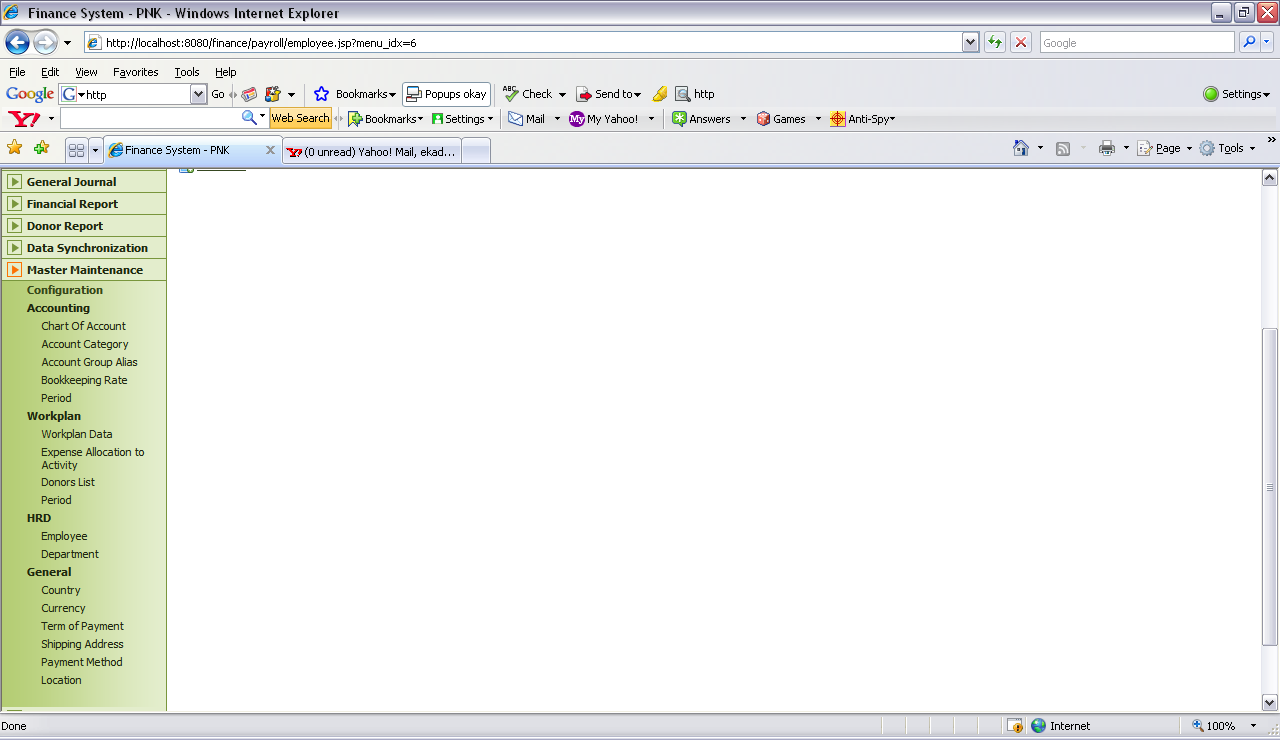 Finance System - PNK - Windows Internet Explorer
http://localhost:8080/finance/payroll/employee.jsp?menu_idx=6
Google
File Edit View Favorites Tools Help
Google G http Go Bookmarks Popups okay ABC Check Send to http Settings
Y! Web Search Bookmarks Settings Mail My My Yahoo! Answers Games Anti-Spy
Finance System - PNK (0 unread) Yahoo! Mail, ekad... Page Tools
General Journal
Financial Report
Donor Report
Data Synchronization
Master Maintenance
Configuration
Accounting
Chart Of Account
Account Category
Account Group Alias
Bookkeeping Rate
Period
Workplan
Workplan Data
Expense Allocation to
Activity
Donors List
Period
HRD
Employee
Department
General
Country
Currency
Term of Payment
Shipping Address
Payment Method
Location
Done Internet 100%